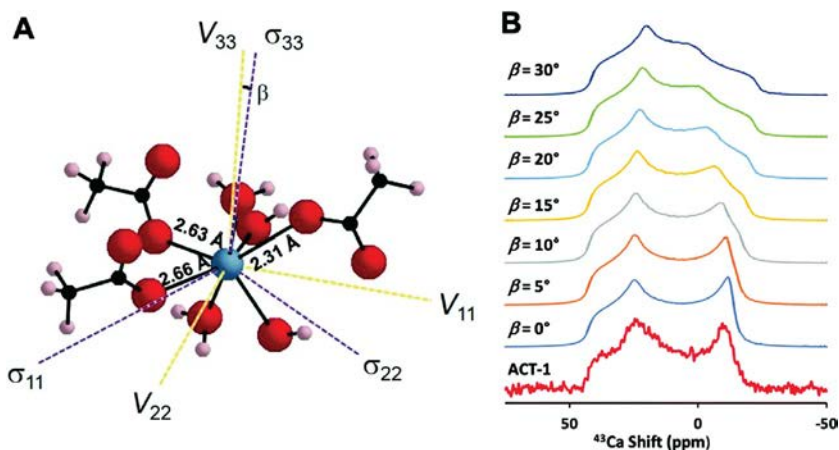 A
V33
σ33
β
2.63 Å
2.66 Å
2.31 Å
V11
σ11
V22
σ22
B
β = 30°
β = 25°
β = 20°
β = 15°
β = 10°
β = 5°
β = 0°
ACT-1
50
0
-50
43Ca Shift (ppm)